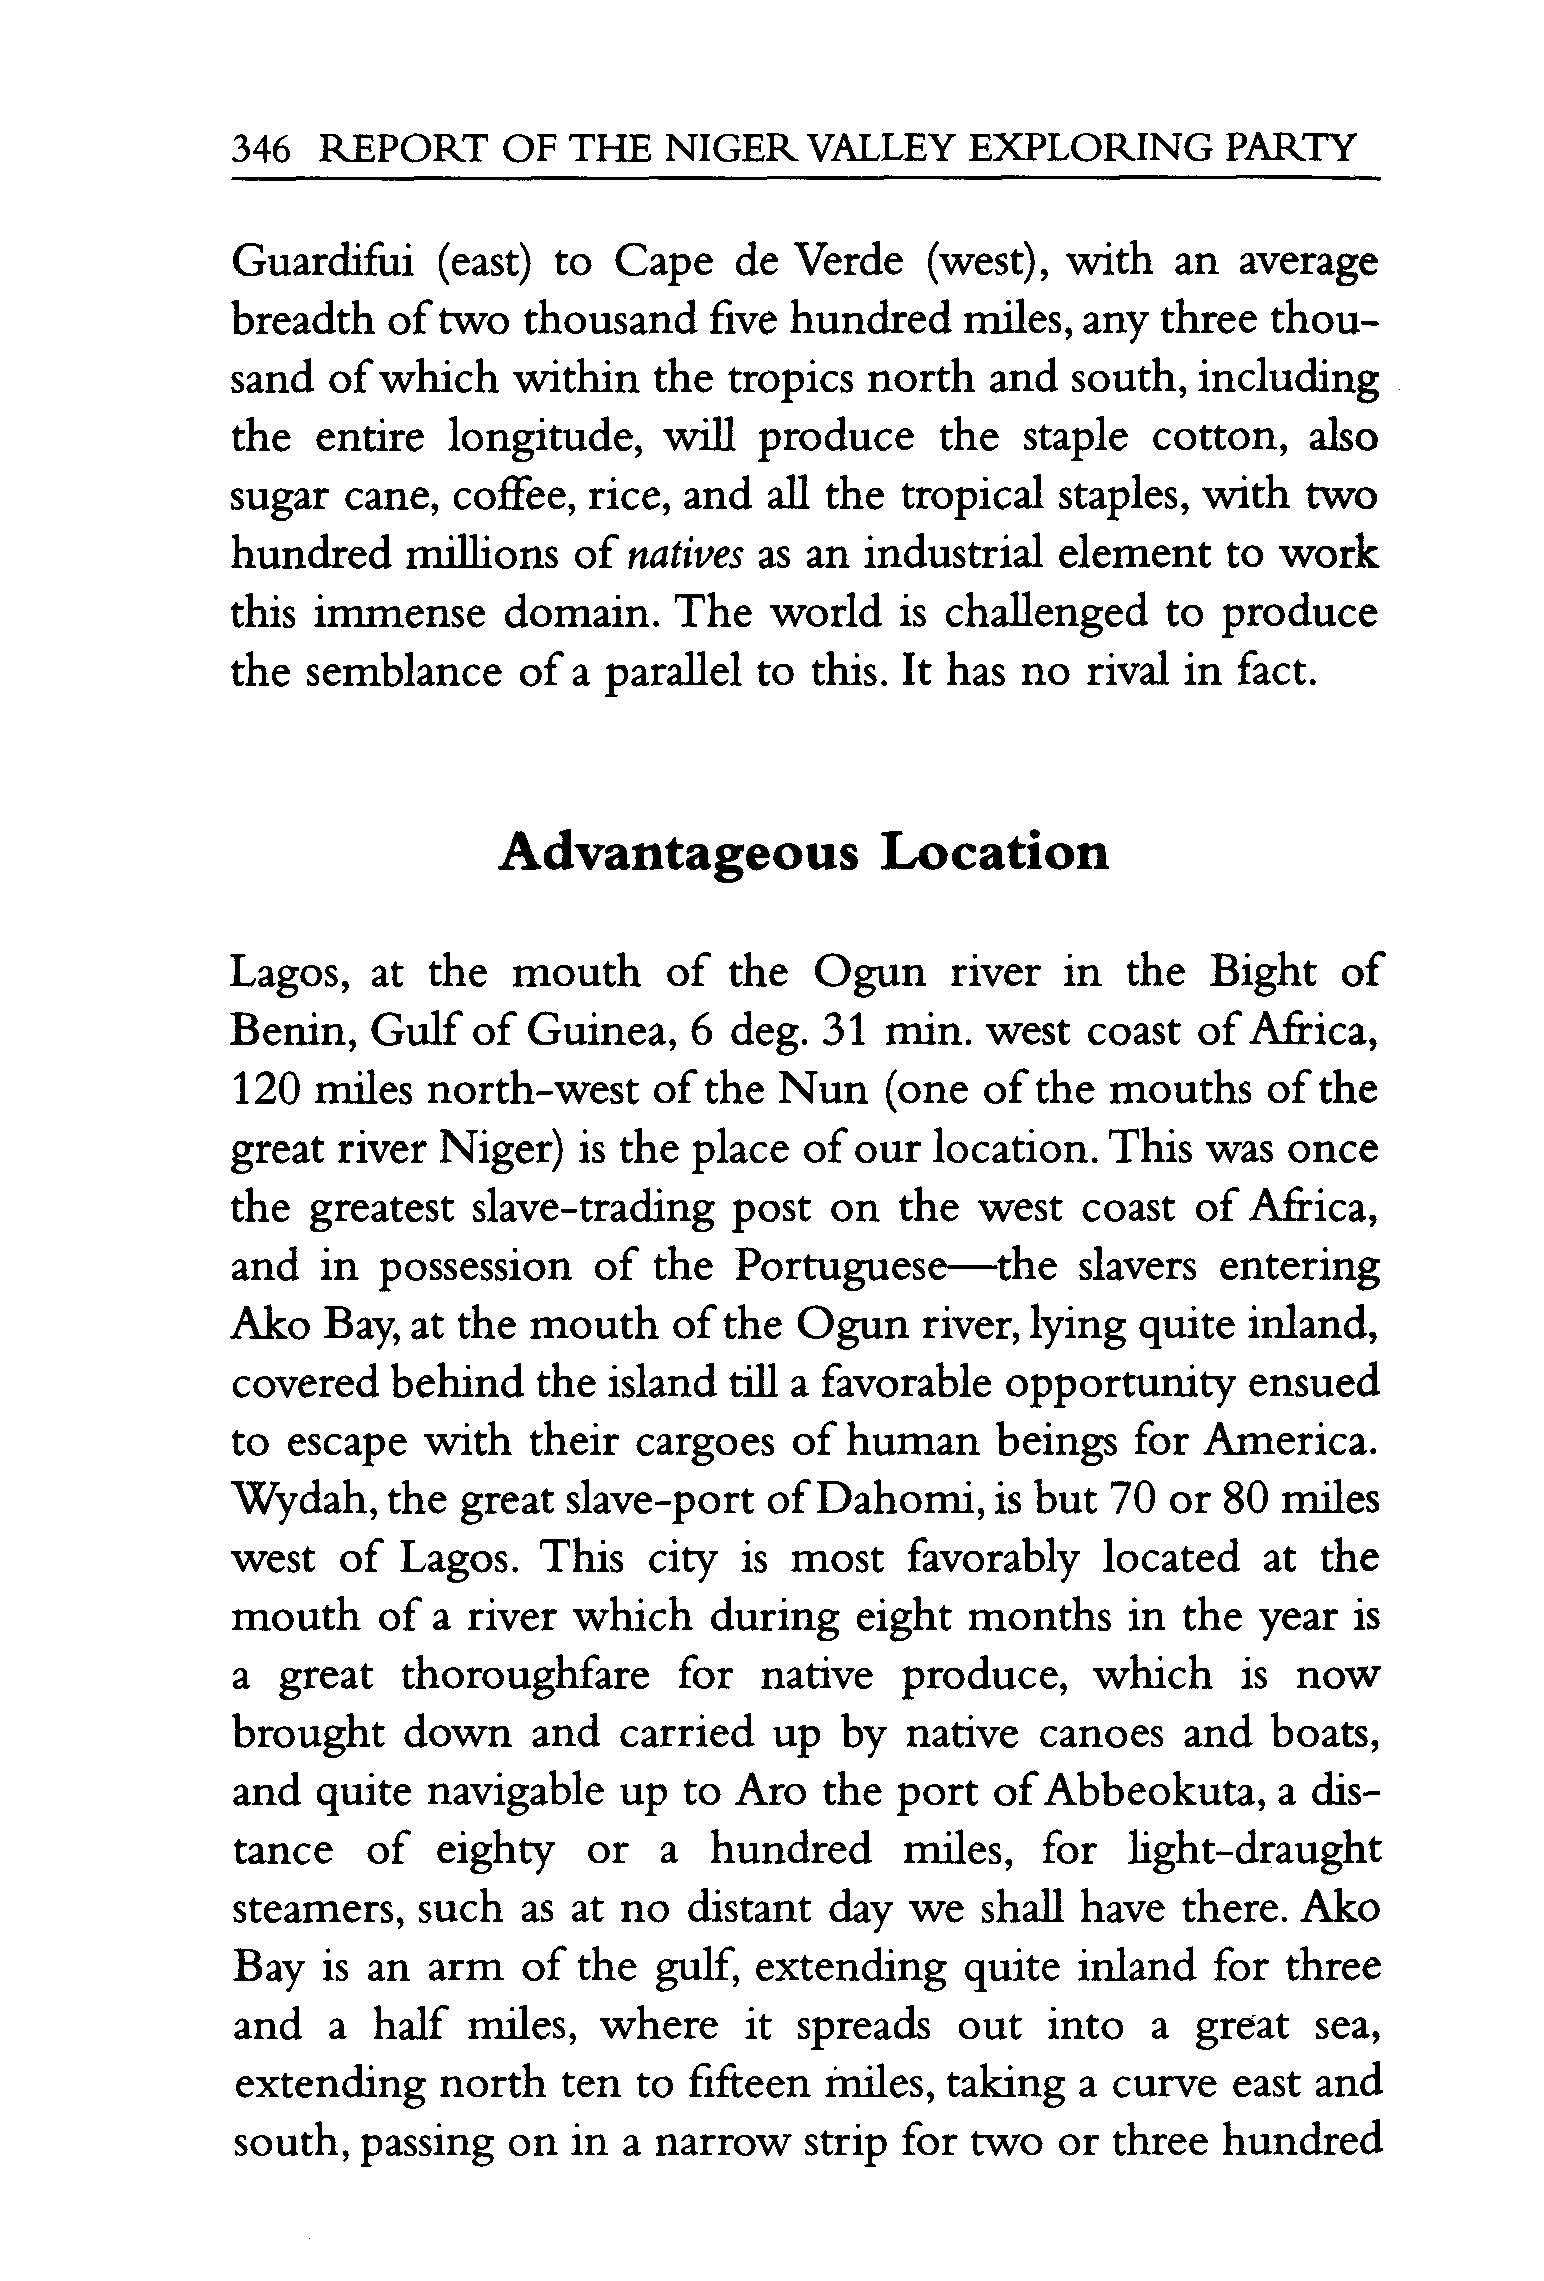 346 REPORT OF THE NIGER VALLEY EXPLORING PARTY
Guardifui (east) to Cape de Verde (west), with an average
breadth of two thousand five hundred miles, any three thou-
sand of which within the tropics north and south, including
the entire longitude, will produce the staple cotton, also
sugar cane, coffee, rice, and all the tropical staples, with two
hundred millions of natives as an industrial element to work
this immense domain. The world is challenged to produce
the semblance of a parallel to this. It has no rival in fact.
Advantageous Location
Lagos, at the mouth of the Ogun river in the Bight of
Benin, Gulf of Guinea, 6 deg. 31 min. west coast of Africa,
120 miles north-west of the Nun (one of the mouths of the
great river Niger) is the place of our location. This was once
the greatest slave-trading post on the west coast of Africa,
and in possession of the Portuguese—the slavers entering
Ako Bay, at the mouth of the Ogun river, lying quite inland,
covered behind the island till a favorable opportunity ensued
to escape with their cargoes of human beings for America.
Wydah, the great slave-port of Dahomi, is but 70 or 80 miles
west of Lagos. This city is most favorably located at the
mouth of a river which during eight months in the year is
a great thoroughfare for native produce, which is now
brought down and carried up by native canoes and boats,
and quite navigable up to Aro the port of Abbeokuta, a dis-
tance of eighty or a hundred miles, for light-draught
steamers, such as at no distant day we shall have there. Ako
Bay is an arm of the gulf, extending quite inland for three
and a half miles, where it spreads out into a great sea,
extending north ten to fifteen miles, taking a curve east and
south, passing on in a narrow strip for two or three hundred